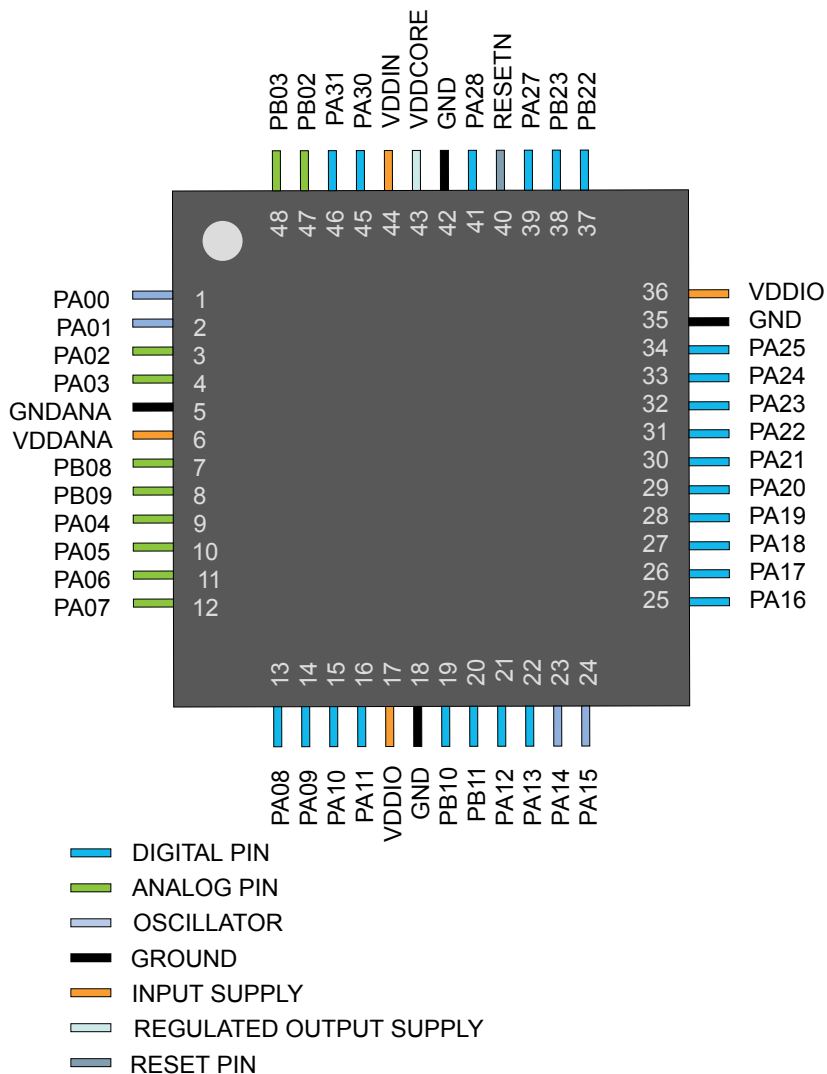 PB03
PB02
PA31
PA30
VDDIN
VDDCORE
GND
PA28
RESETN
PA27
PB23
PB22
48
47
46
45
44
43
42
41
40
39
38
37
PA00 1
PA01 2
PA02 3
PA03 4
GNDANA 5
VDDANA 6
PB08 7
PB09 8
PA04 9
PA05 10
PA06 11
PA07 12
36 VDDIO
35 GND
34 PA25
33 PA24
32 PA23
31 PA22
30 PA21
29 PA20
28 PA19
27 PA18
26 PA17
25 PA16
13
14
15
16
17
18
19
20
21
22
23
24
PA08
PA09
PA10
PA11
VDDIO
GND
PB10
PB11
PA12
PA13
PA14
PA15
DIGITAL PIN
ANALOG PIN
OSCILLATOR
GROUND
INPUT SUPPLY
REGULATED OUTPUT SUPPLY
RESET PIN